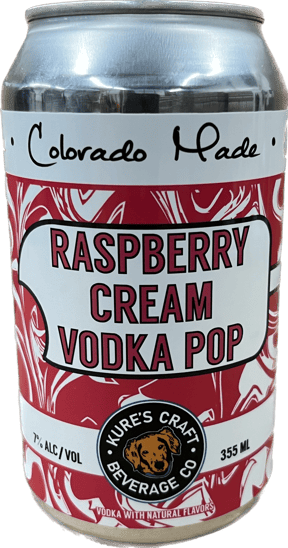 • Colorado Made •
RASPBERRY
CREAM
VODKA POP
7% ALC/VOL
• KURE'S CRAFT •
BEVERAGE CO
355 ML
VODKA WITH NATURAL FLAVORS